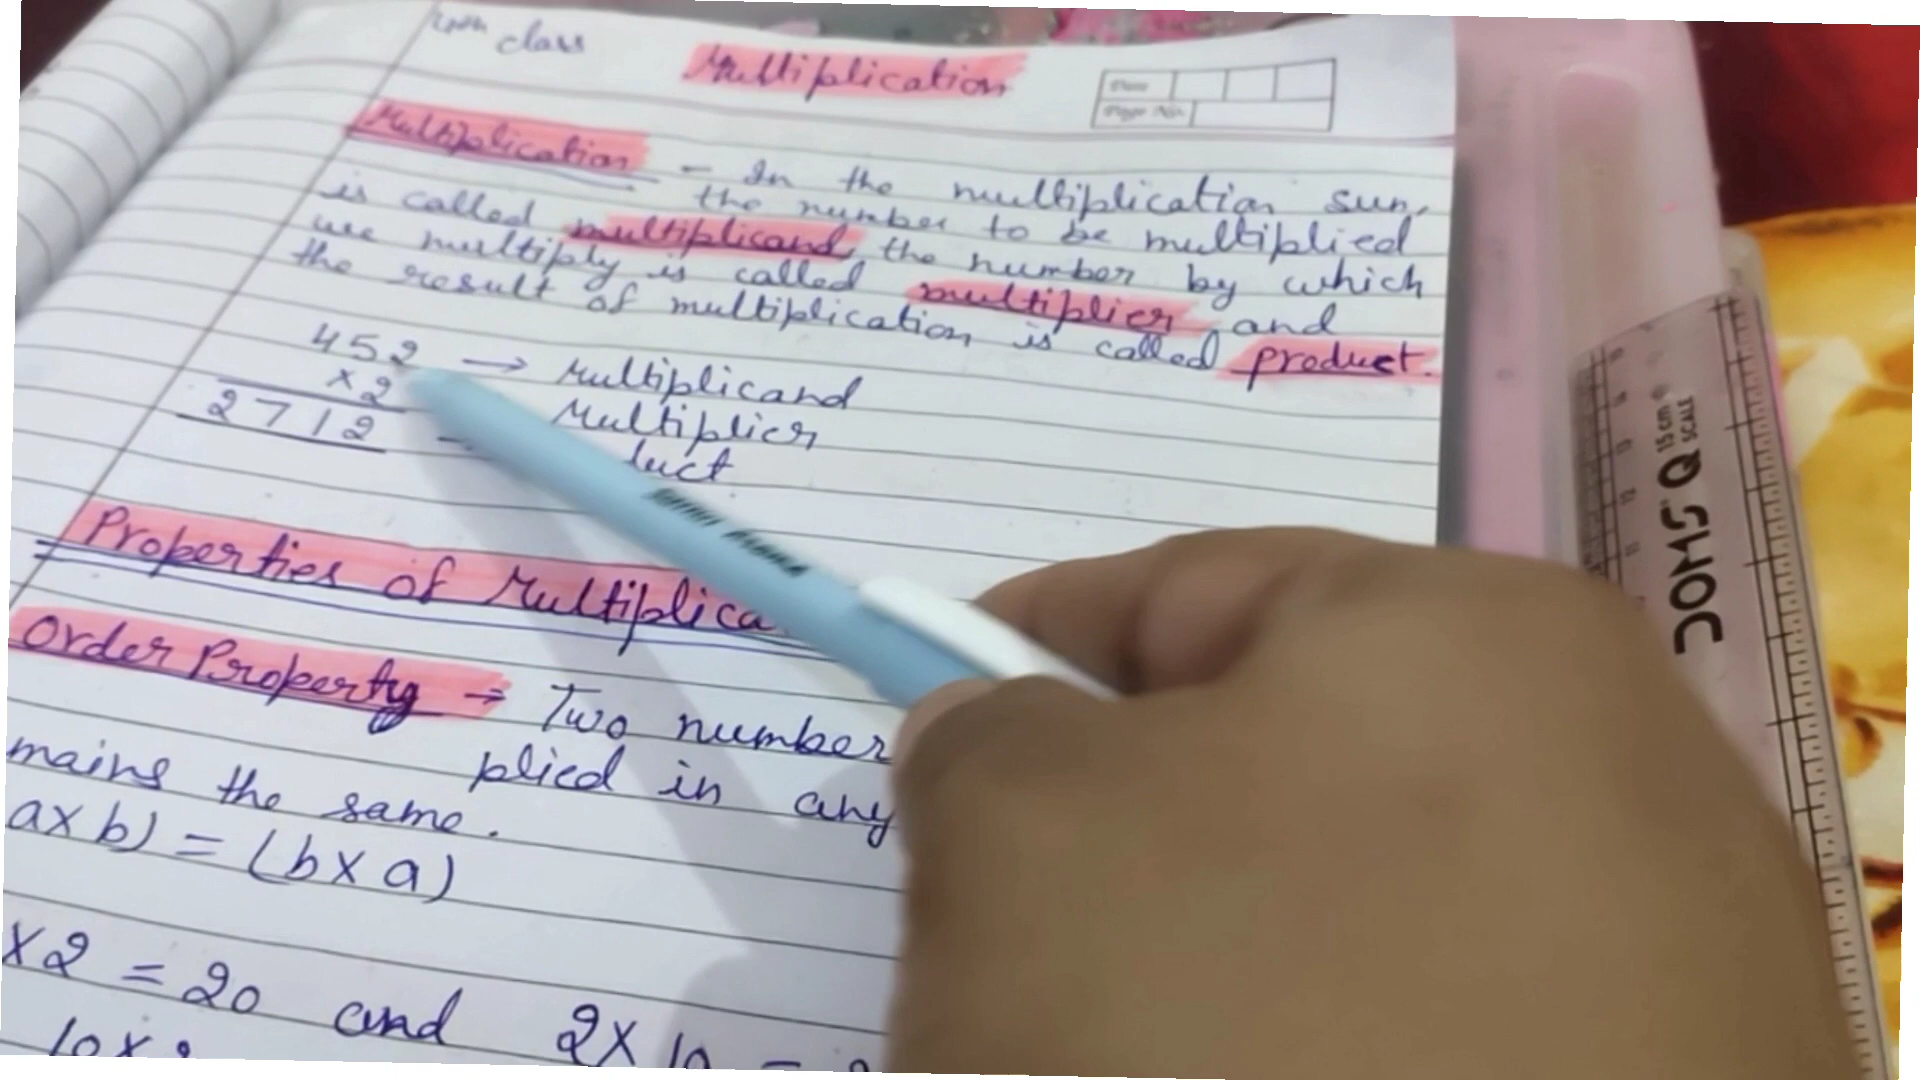 class
Multiplication
Date
Page No.
Multiplication - In the multiplication sum,
the number to be multiplied
is called multiplicand, the number by which
we multiply is called multiplier and
the result of multiplication is called product.
452 → Multiplicand
×2 Multiplier
2712 → duct
Properties of Multiplica
Order Property → Two number
plied in any
mains the same.
a×b) = (b×a)
×2 = 20 and 2×10 =
10×2
DOMS Q 15 cm SCALE